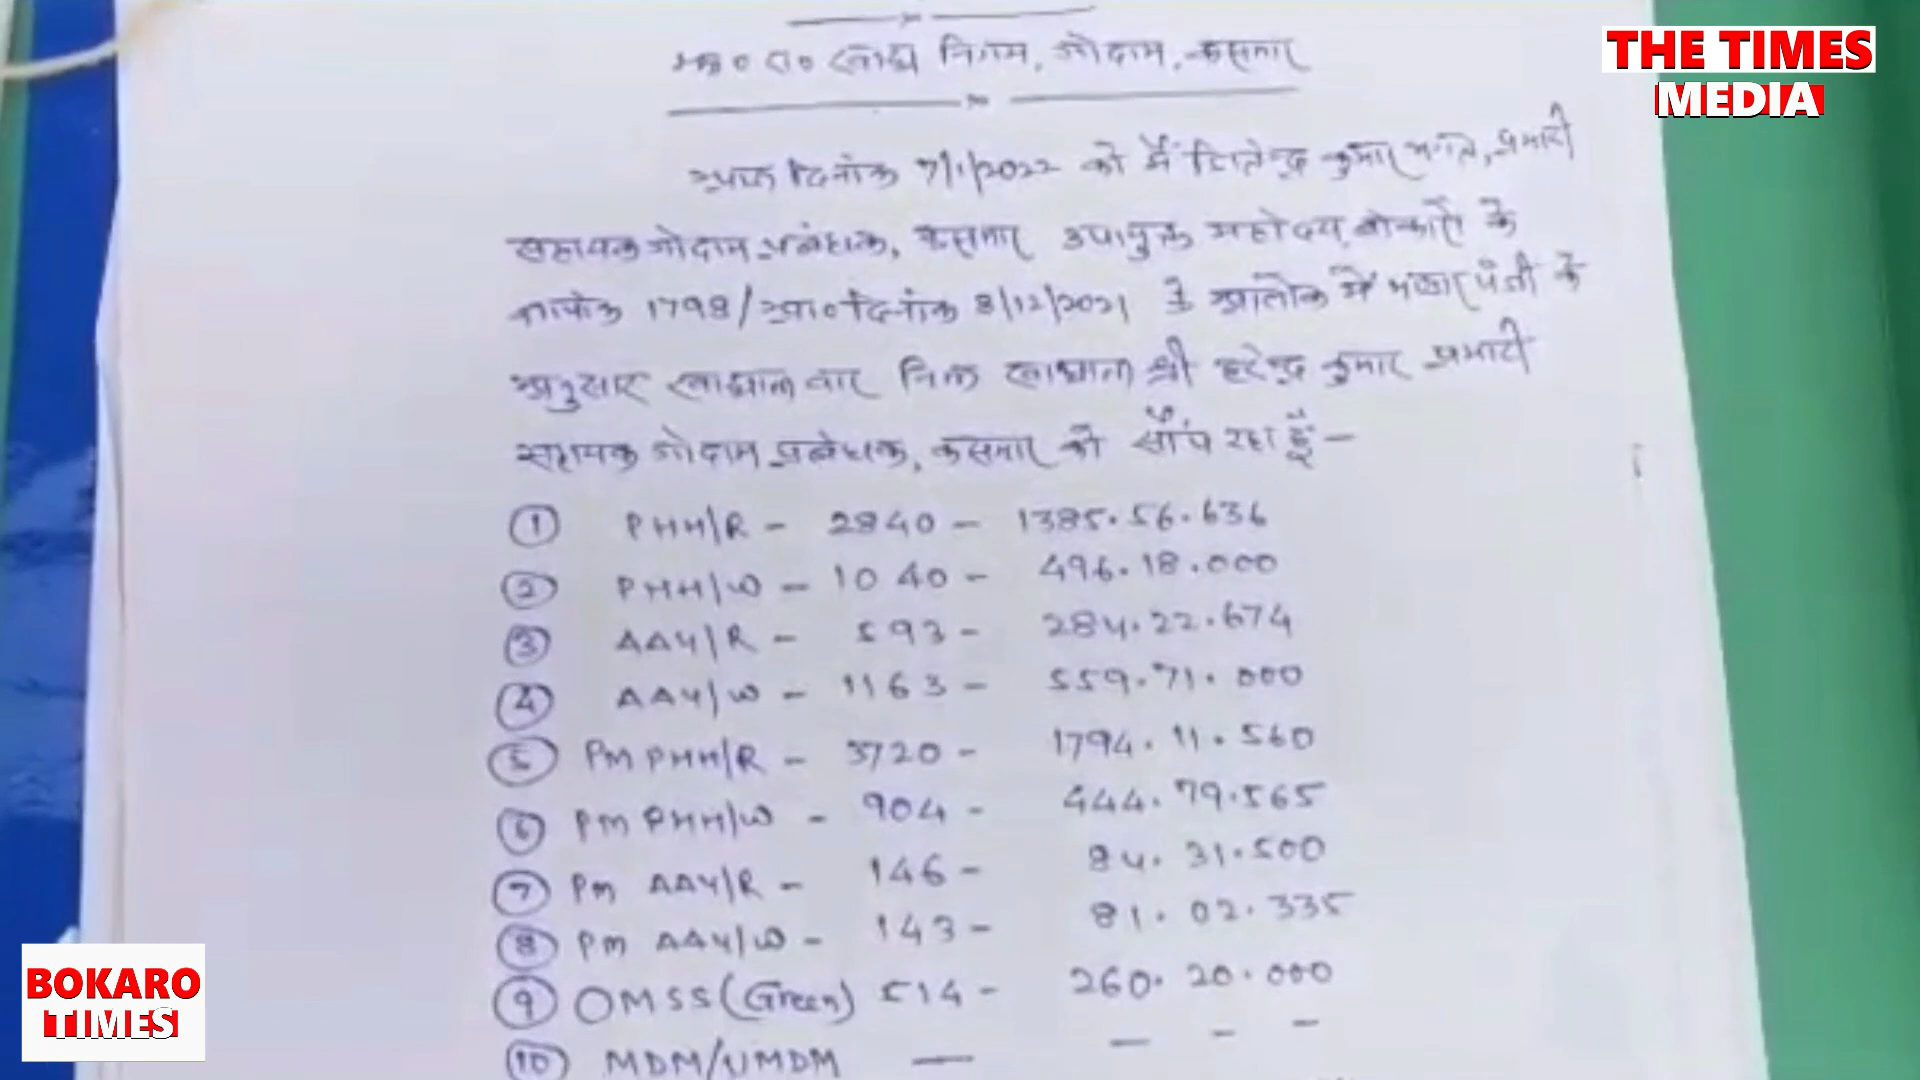 THE TIMES
MEDIA
रा० खाद्य निगम, गोदाम, कसमार
आज दिनांक 7/1/2022 को मैं जितेन्द्र कुमार भगत, प्रभारी
सहायक गोदाम प्रबंधक, कसमार उपायुक्त महोदय, बोकारो के
ज्ञापांक 1798/आ० दिनांक 8/12/2021 के आलोक में भण्डार पंजी के
अनुसार खाद्यान्न वार निम्न खाद्यान्न श्री हरेन्द्र कुमार प्रभारी
सहायक गोदाम प्रबंधक, कसमार को सौंप रहा हूँ -
① PHH/R - 2840 - 1385.56.636
② PHH/W - 1040 - 496.18.000
③ AAY/R - 593 - 284.22.674
④ AAY/W - 1163 - 559.71.000
⑤ PM PHH/R - 3720 - 1794.11.560
⑥ PM PHH/W - 904 - 444.79.565
⑦ PM AAY/R - 146 - 84.31.500
⑧ PM AAY/W - 143 - 81.02.335
⑨ OMSS (Green) 514 - 260.20.000
⑩ MDM/UMDM — — - -
BOKARO
TIMES